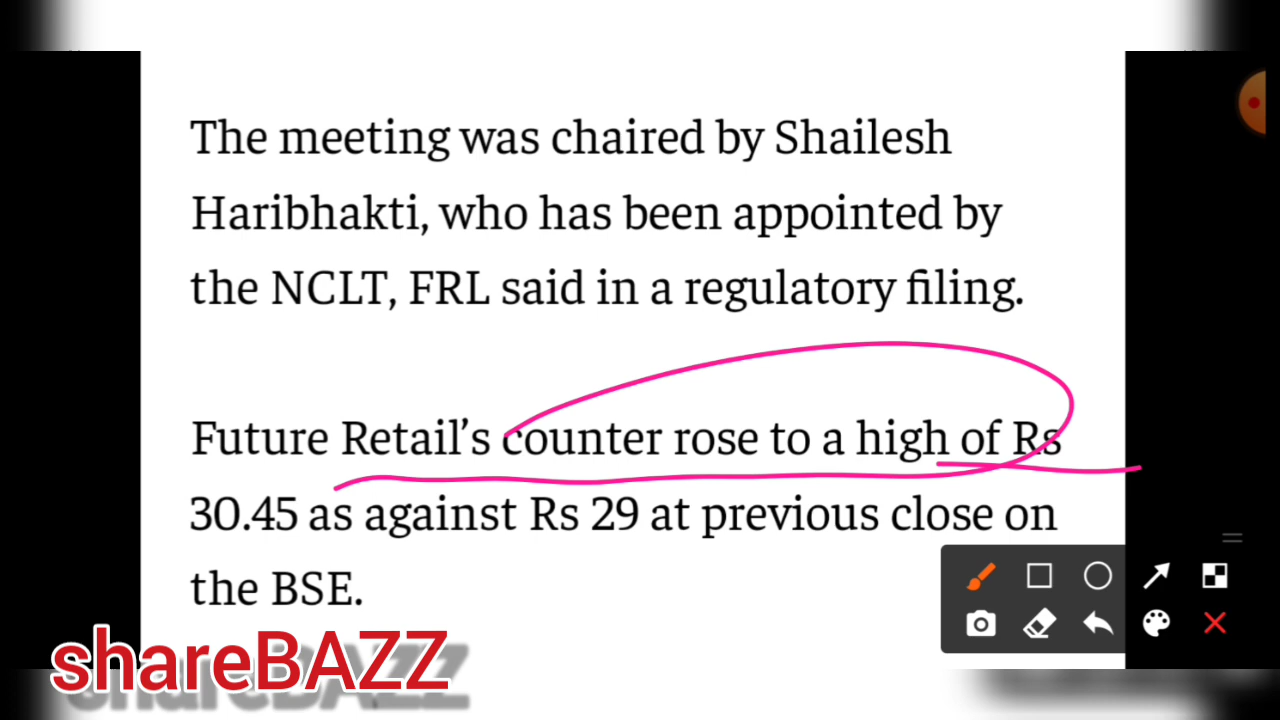 The meeting was chaired by Shailesh
Haribhakti, who has been appointed by
the NCLT, FRL said in a regulatory filing.
Future Retail’s counter rose to a high of Rs
30.45 as against Rs 29 at previous close on
the BSE.
shareBAZZ